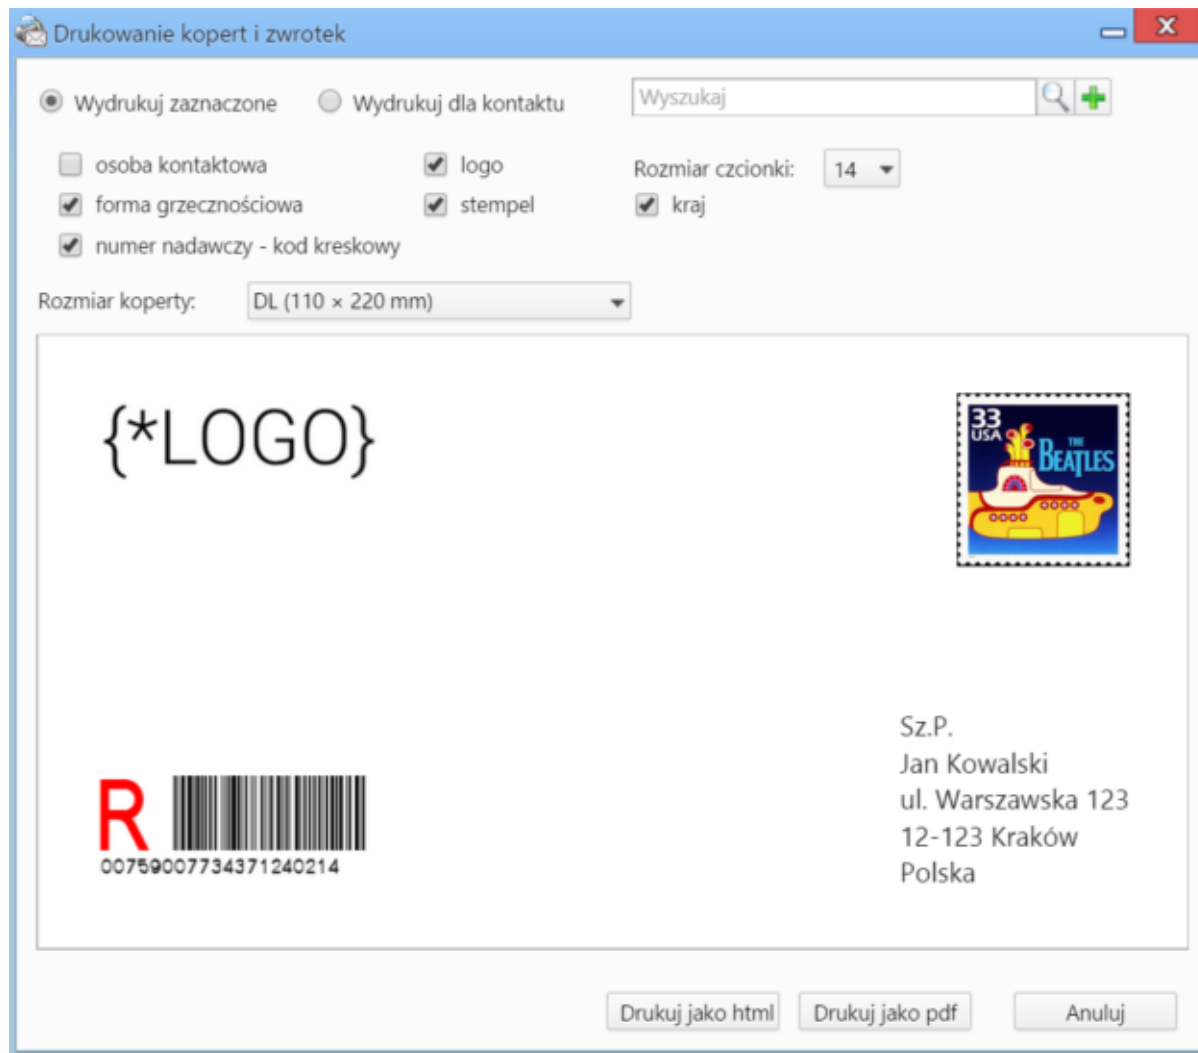 Drukowanie kopert i zwrotek
Wydrukuj zaznaczone Wydrukuj dla kontaktu Wyszukaj
osoba kontaktowa logo Rozmiar czcionki: 14
forma grzecznościowa stempel kraj
numer nadawczy - kod kreskowy
Rozmiar koperty: DL (110 × 220 mm)
{*LOGO}
33
USA
THE
BEATLES
Sz.P.
Jan Kowalski
ul. Warszawska 123
12-123 Kraków
Polska
R
00759007734371240214
Drukuj jako html Drukuj jako pdf Anuluj